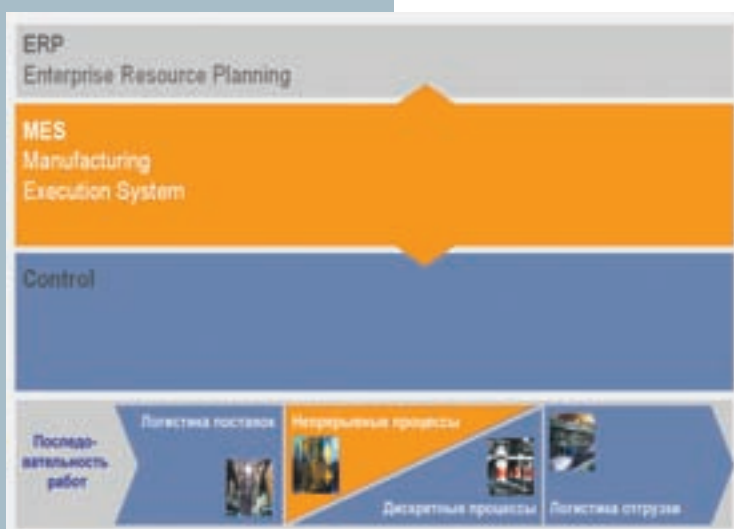 ERP
Enterprise Resource Planning
MES
Manufacturing
Execution System
Control
Последо-
вательность
работ
Логистика поставок
Непрерывные процессы
Дискретные процессы
Логистика отгрузки